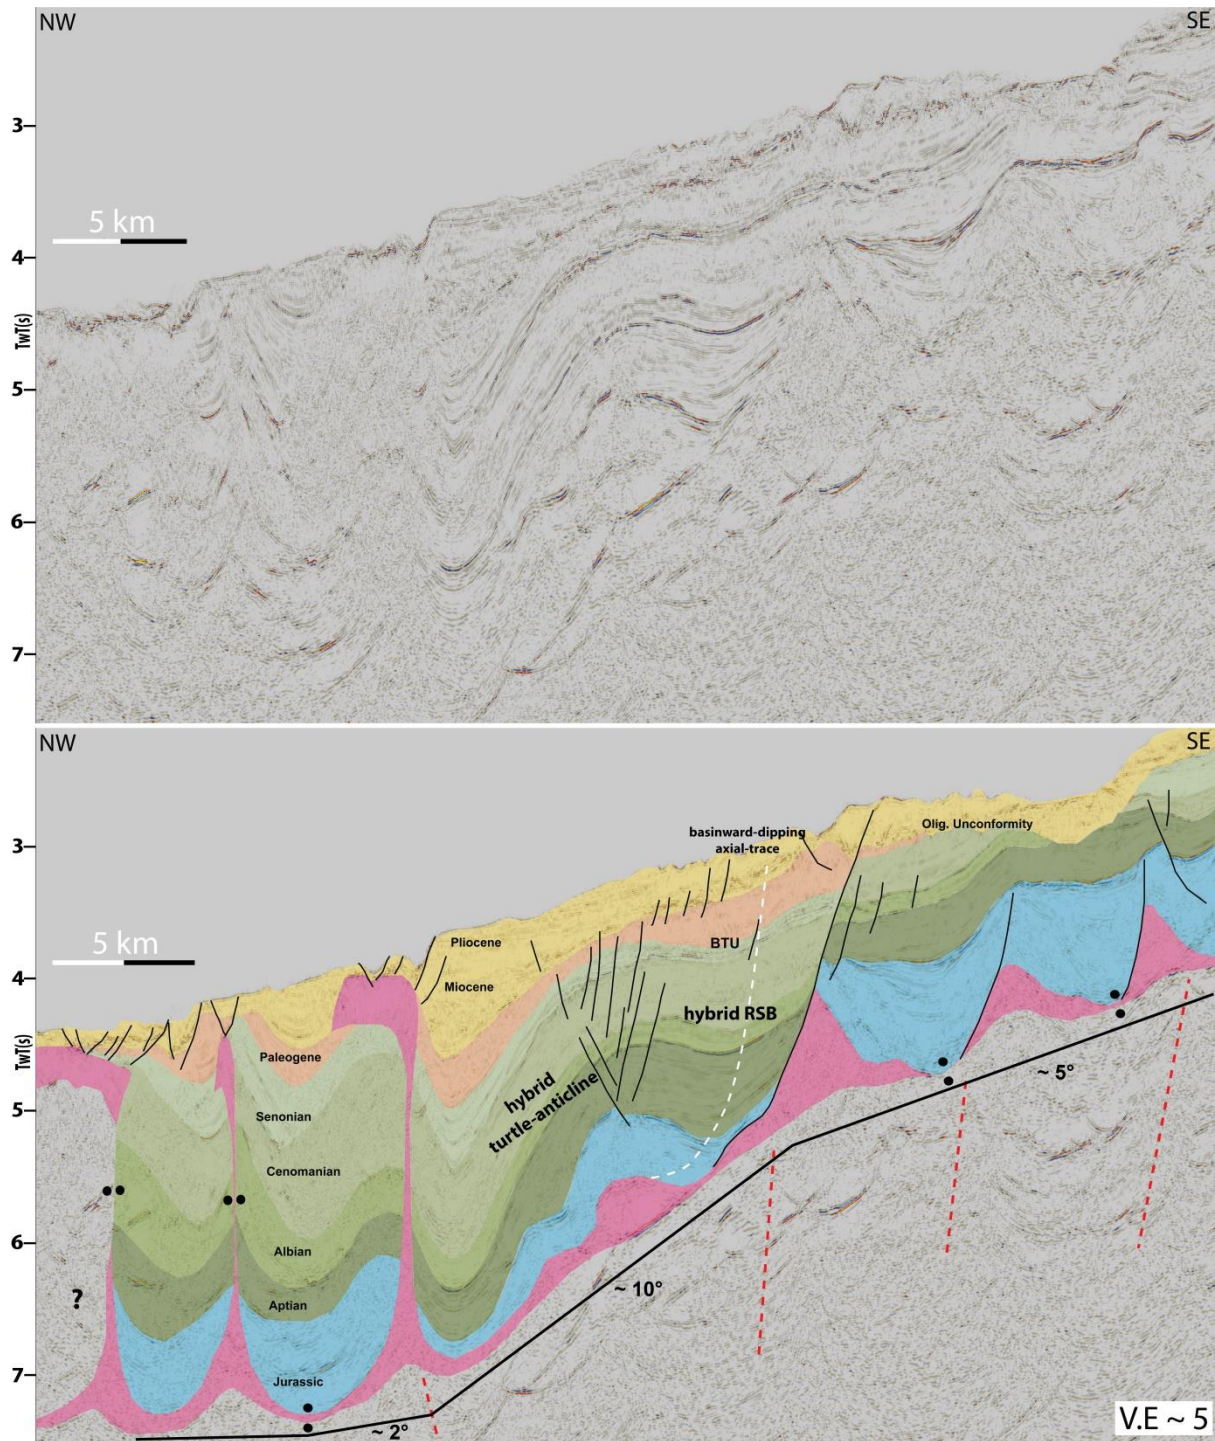 NW
SE
3
5 km
4
TwT(s)
5
6
7
NW
SE
3
basinward-dipping
axial-trace
Olig. Unconformity
5 km
Pliocene
BTU
4
Miocene
hybrid RSB
TwT(s)
Paleogene
hybrid
turtle-anticline
~ 5°
5
Senonian
Cenomanian
6
Albian
~ 10°
?
Aptian
7
Jurassic
~ 2°
V.E ~ 5